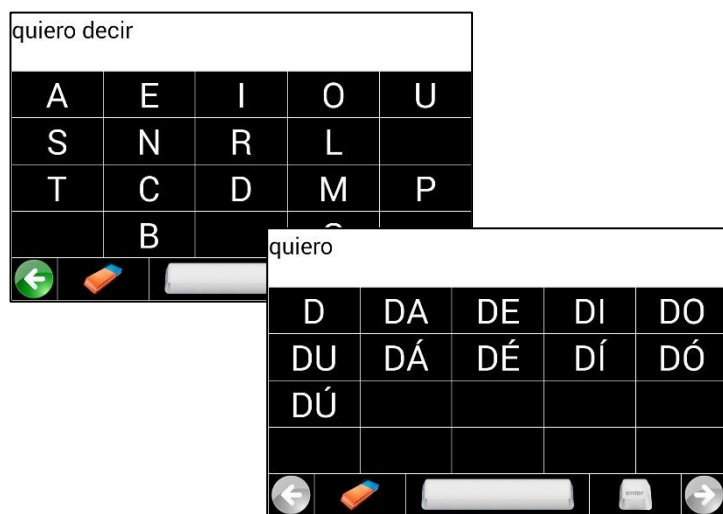 quiero decir
A E I O U
S N R L
T C D M P
B
quiero
D DA DE DI DO
DU DÁ DÉ DÍ DÓ
DÚ
enter